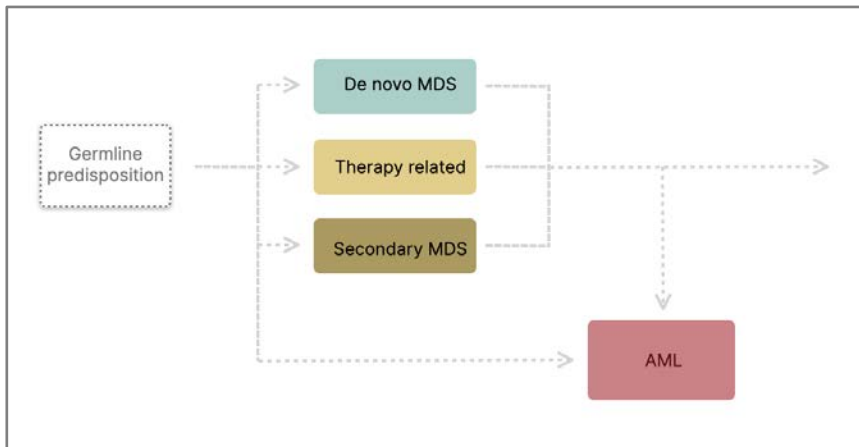 De novo MDS
Germline
predisposition
Therapy related
Secondary MDS
AML